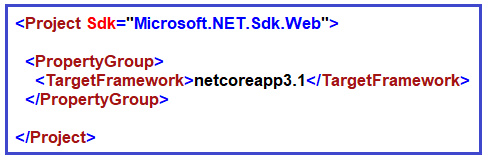 <Project Sdk="Microsoft.NET.Sdk.Web">
<PropertyGroup>
<TargetFramework>netcoreapp3.1</TargetFramework>
</PropertyGroup>
</Project>